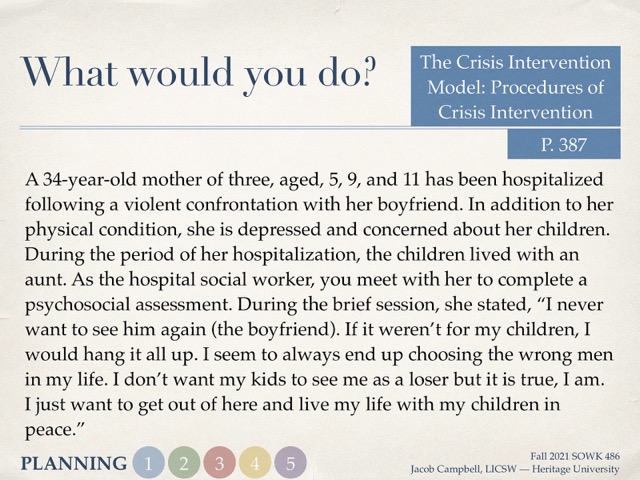 What would you do?
The Crisis Intervention
Model: Procedures of
Crisis Intervention
P. 387
A 34-year-old mother of three, aged, 5, 9, and 11 has been hospitalized
following a violent confrontation with her boyfriend. In addition to her
physical condition, she is depressed and concerned about her children.
During the period of her hospitalization, the children lived with an
aunt. As the hospital social worker, you meet with her to complete a
psychosocial assessment. During the brief session, she stated, “I never
want to see him again (the boyfriend). If it weren’t for my children, I
would hang it all up. I seem to always end up choosing the wrong men
in my life. I don’t want my kids to see me as a loser but it is true, I am.
I just want to get out of here and live my life with my children in
peace.”
PLANNING 1 2 3 4 5
Fall 2021 SOWK 486
Jacob Campbell, LICSW — Heritage University